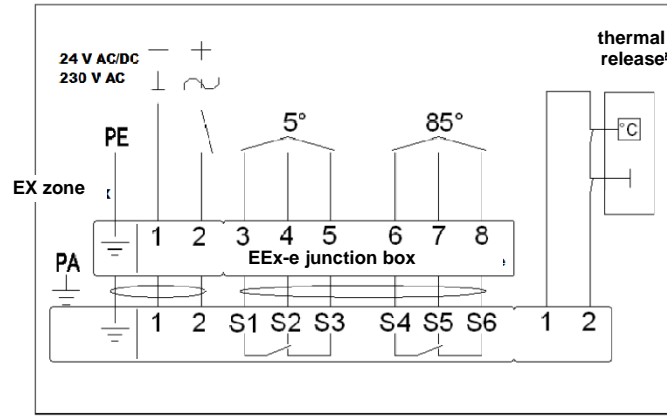 24 V AC/DC
230 V AC
thermal
release
5°
85°
°C
PE
EX zone
1 2 3 4 5 6 7 8
EEx-e junction box
PA
1 2 S1 S2 S3 S4 S5 S6 1 2